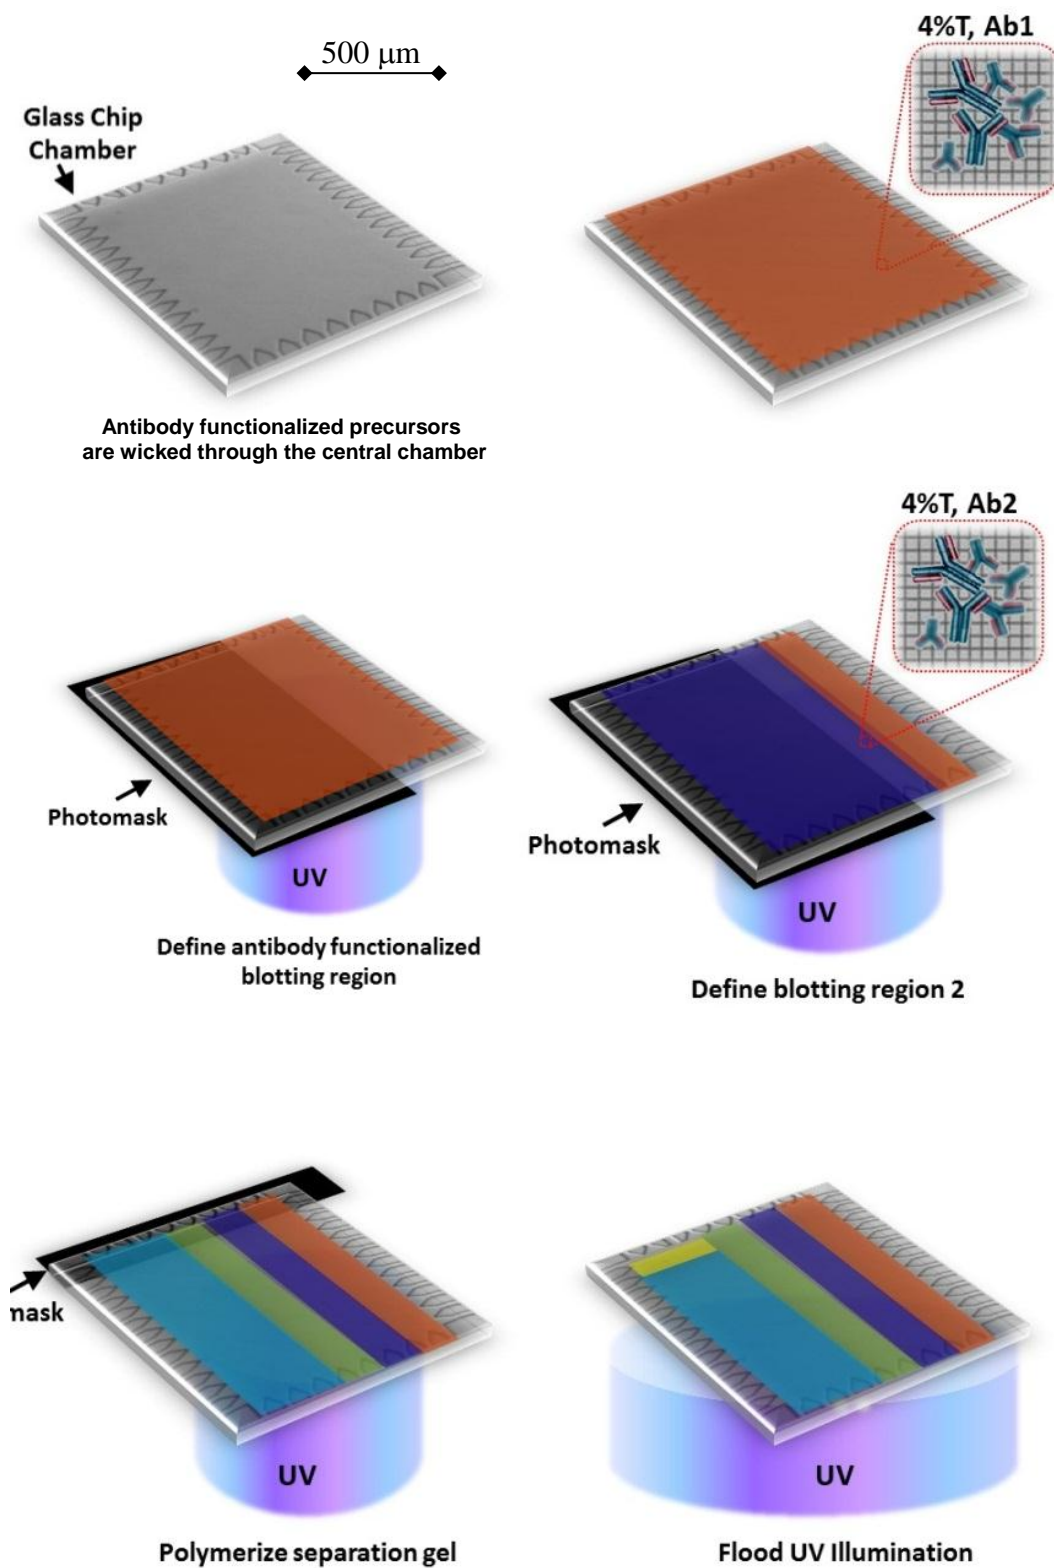 4%T, Ab1
500 μm
Glass Chip
Chamber
Antibody functionalized precursors
are wicked through the central chamber
4%T, Ab2
Photomask
UV
Define antibody functionalized
blotting region
Photomask
UV
Define blotting region 2
mask
UV
Polymerize separation gel
UV
Flood UV Illumination